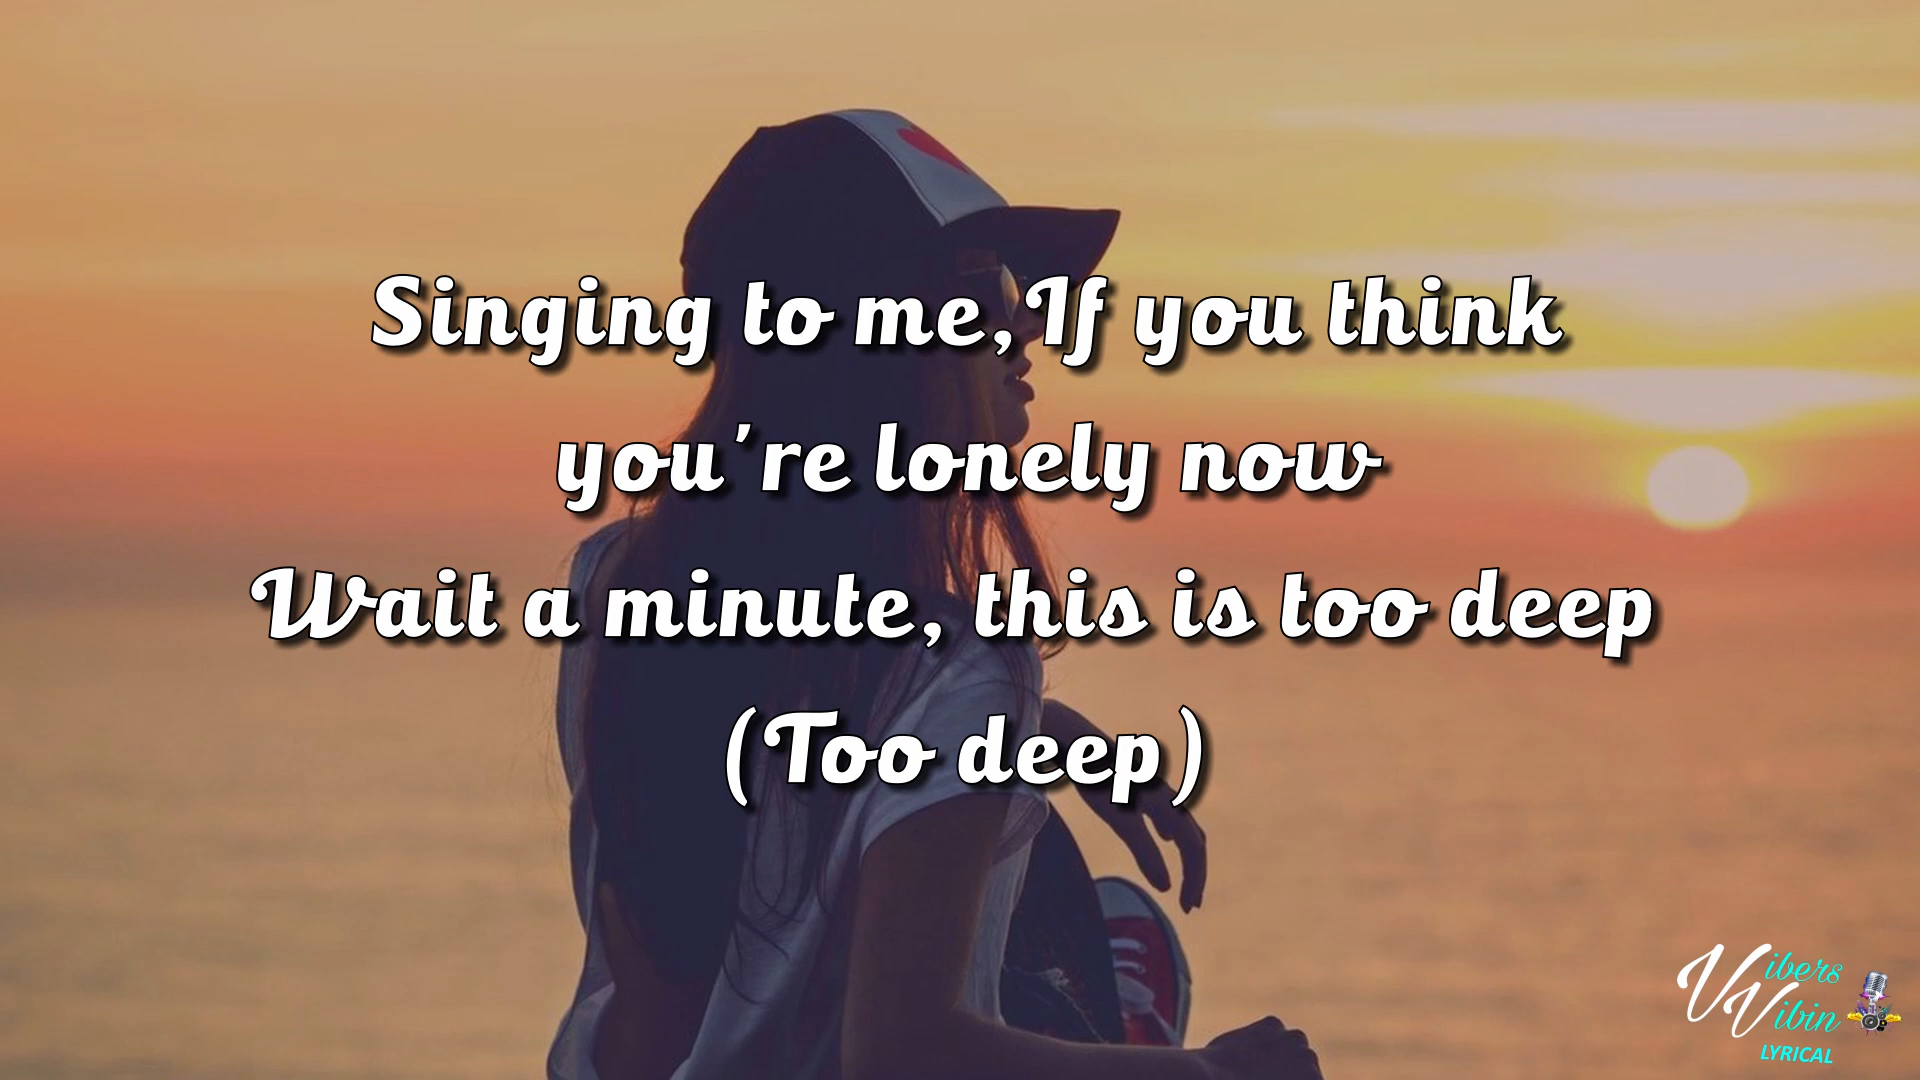 Singing to me,If you think
you're lonely now
Wait a minute, this is too deep
(Too deep)
Vibers
Vibin
LYRICAL